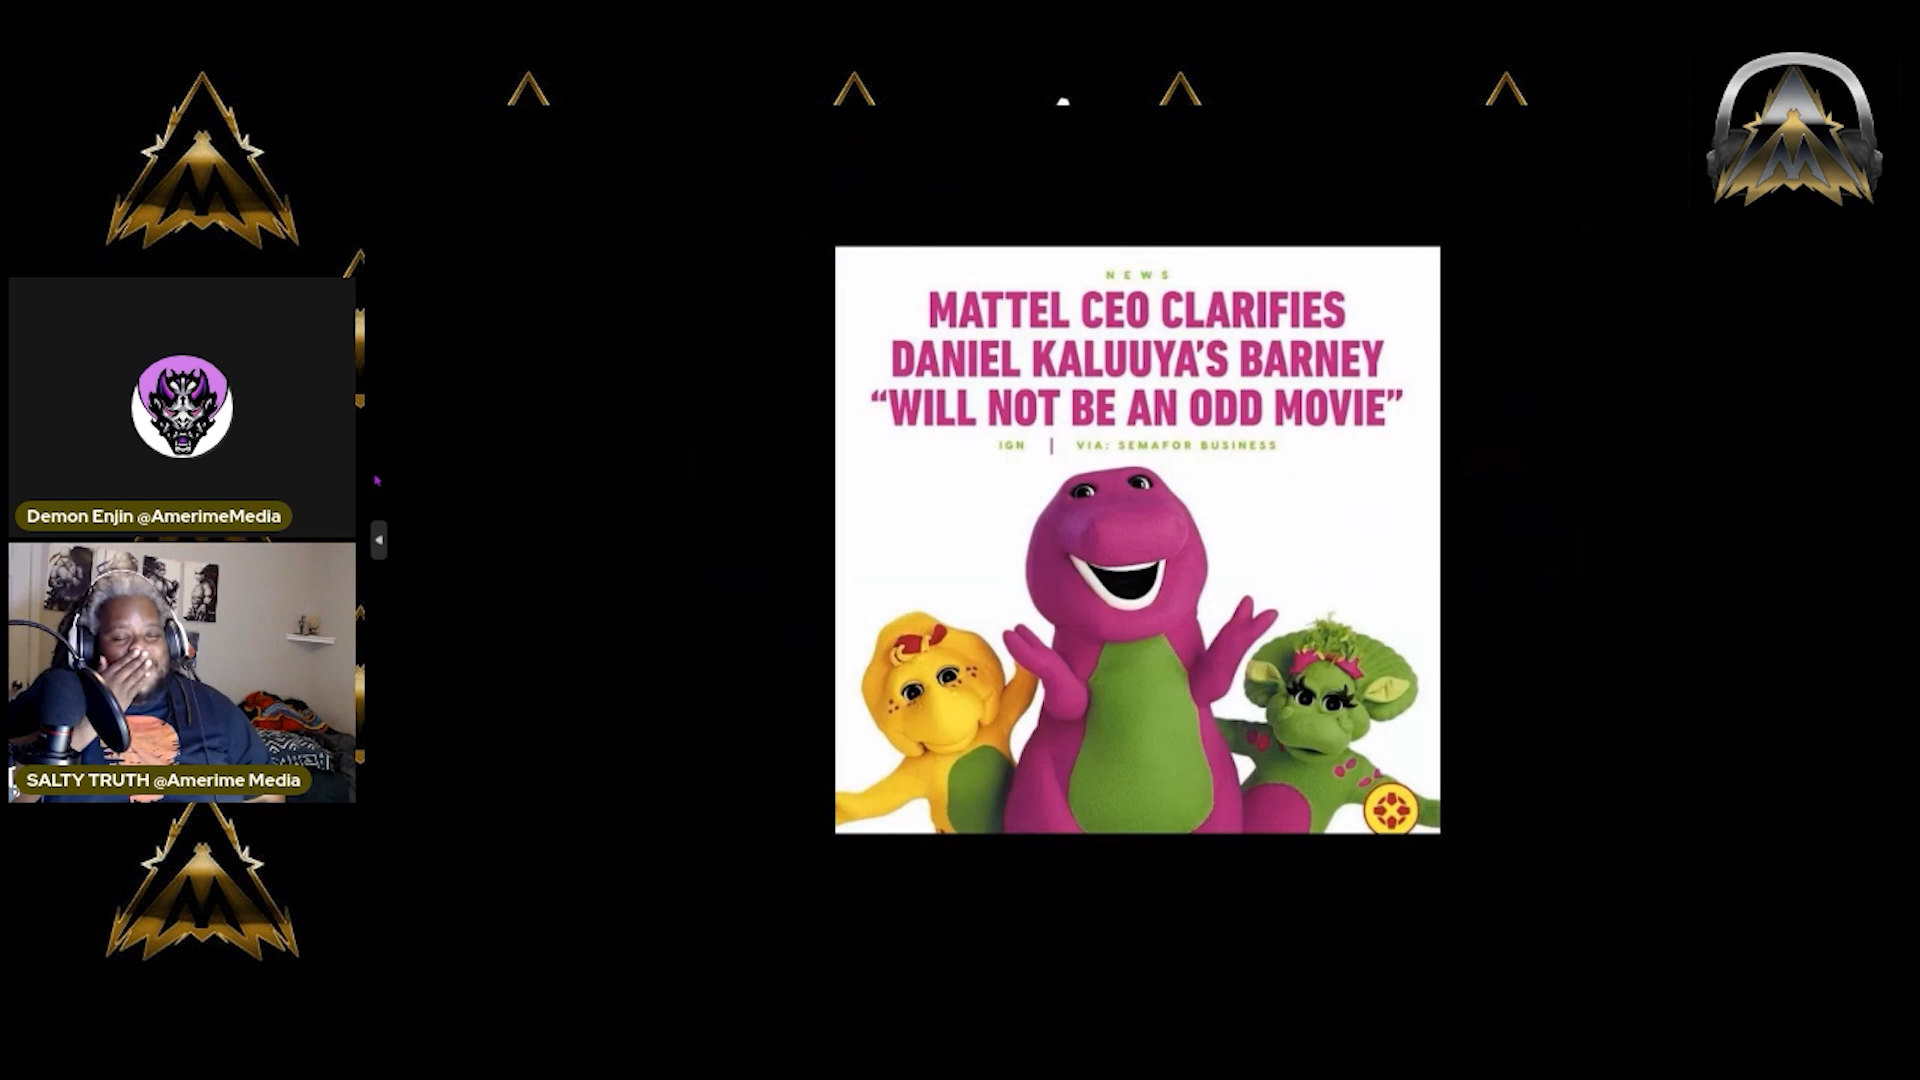 NEWS
MATTEL CEO CLARIFIES
DANIEL KALUUYA'S BARNEY
“WILL NOT BE AN ODD MOVIE”
IGN | VIA: SEMAFOR BUSINESS
Demon Enjin @AmerimeMedia
SALTY TRUTH @Amerime Media